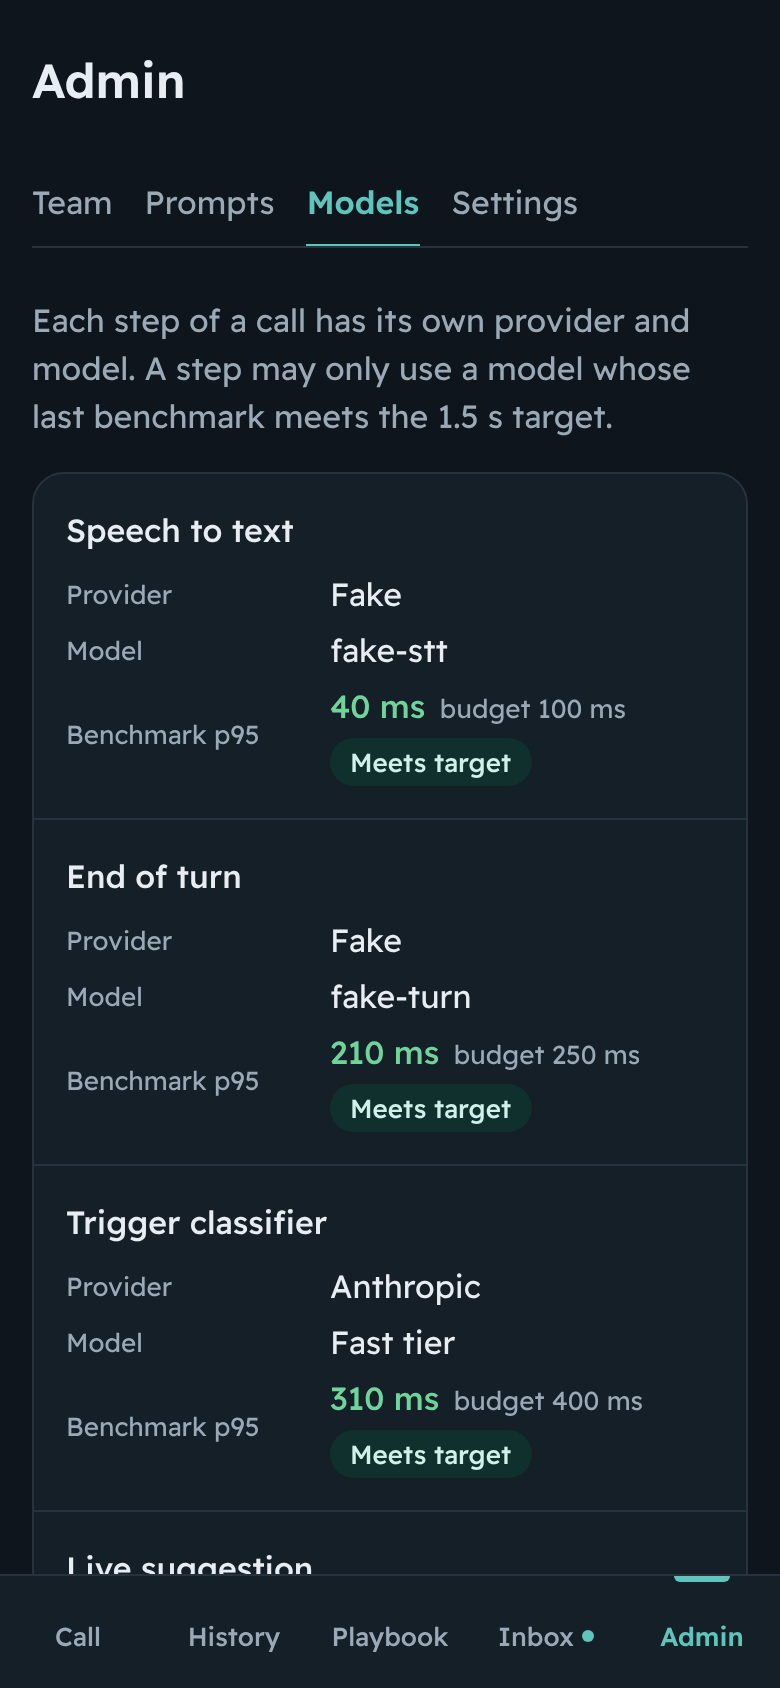 Admin
Team Prompts Models Settings
Each step of a call has its own provider and
model. A step may only use a model whose
last benchmark meets the 1.5 s target.
Speech to text
Provider Fake
Model fake-stt
Benchmark p95 40 ms budget 100 ms
Meets target
End of turn
Provider Fake
Model fake-turn
Benchmark p95 210 ms budget 250 ms
Meets target
Trigger classifier
Provider Anthropic
Model Fast tier
Benchmark p95 310 ms budget 400 ms
Meets target
Live suggestion
Call History Playbook Inbox Admin